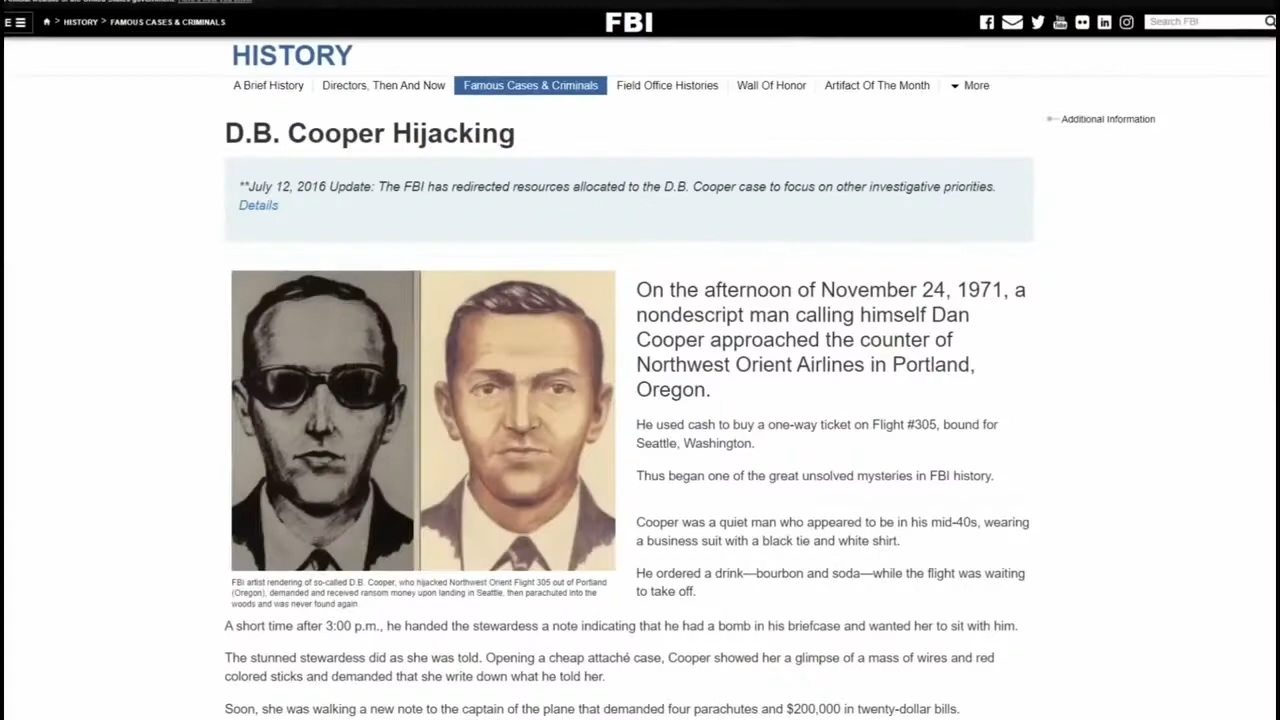 E
> HISTORY > FAMOUS CASES & CRIMINALS
FBI
Search FBI
HISTORY
A Brief History
Directors, Then And Now
Famous Cases & Criminals
Field Office Histories
Wall Of Honor
Artifact Of The Month
More
D.B. Cooper Hijacking
Additional Information
**July 12, 2016 Update: The FBI has redirected resources allocated to the D.B. Cooper case to focus on other investigative priorities.
Details
On the afternoon of November 24, 1971, a
nondescript man calling himself Dan
Cooper approached the counter of
Northwest Orient Airlines in Portland,
Oregon.
He used cash to buy a one-way ticket on Flight #305, bound for
Seattle, Washington.
Thus began one of the great unsolved mysteries in FBI history.
Cooper was a quiet man who appeared to be in his mid-40s, wearing
a business suit with a black tie and white shirt.
He ordered a drink—bourbon and soda—while the flight was waiting
to take off.
FBI artist rendering of so-called D.B. Cooper, who hijacked Northwest Orient Flight 305 out of Portland
(Oregon), demanded and received ransom money upon landing in Seattle, then parachuted into the
woods and was never found again
A short time after 3:00 p.m., he handed the stewardess a note indicating that he had a bomb in his briefcase and wanted her to sit with him.
The stunned stewardess did as she was told. Opening a cheap attaché case, Cooper showed her a glimpse of a mass of wires and red
colored sticks and demanded that she write down what he told her.
Soon, she was walking a new note to the captain of the plane that demanded four parachutes and $200,000 in twenty-dollar bills.